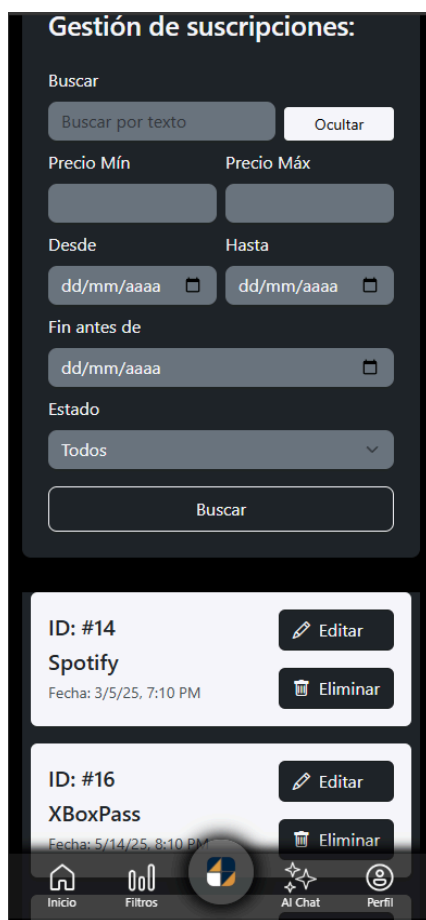 Gestión de suscripciones:
Buscar
Buscar por texto
Ocultar
Precio Mín Precio Máx
Desde Hasta
dd/mm/aaaa dd/mm/aaaa
Fin antes de
dd/mm/aaaa
Estado
Todos
Buscar
ID: #14
Spotify
Fecha: 3/5/25, 7:10 PM
Editar
Eliminar
ID: #16
XBoxPass
Fecha: 5/14/25, 8:10 PM
Editar
Eliminar
Inicio Filtros AI Chat Perfil